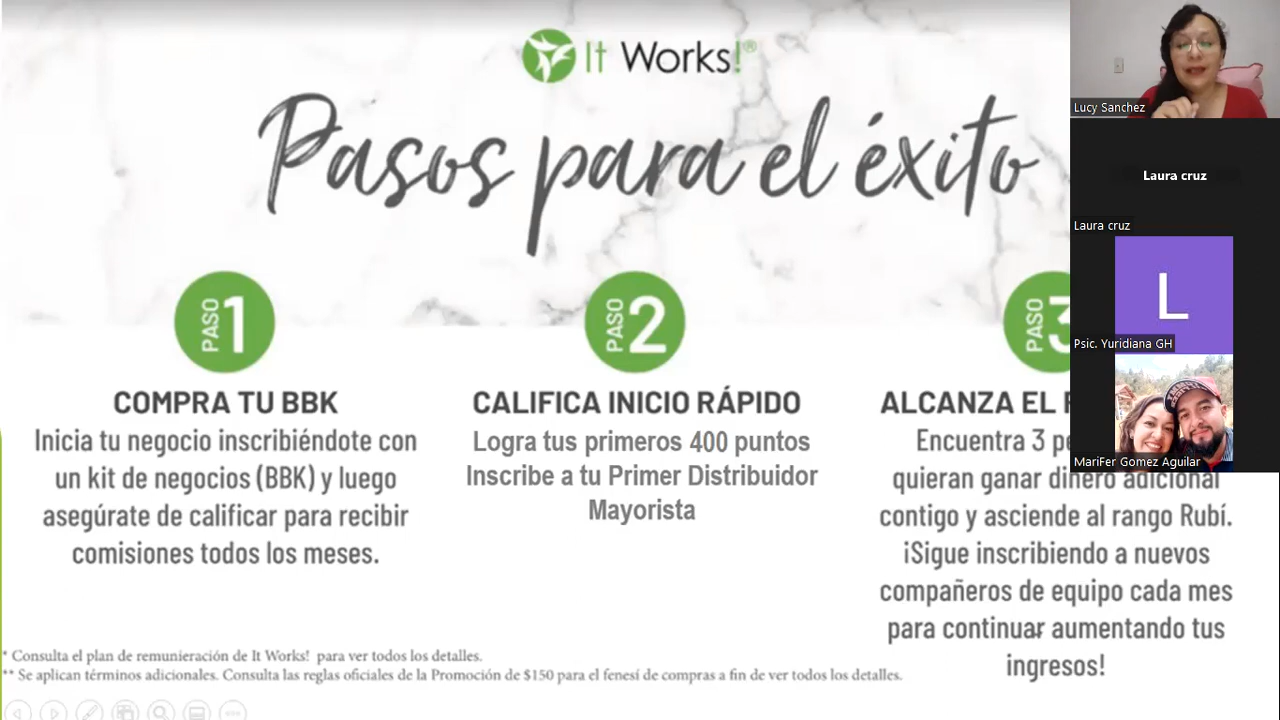 It Works!®
Pasos para el éxito
PASO 1
COMPRA TU BBK
Inicia tu negocio inscribiéndote con
un kit de negocios (BBK) y luego
asegúrate de calificar para recibir
comisiones todos los meses.
PASO 2
CALIFICA INICIO RÁPIDO
Logra tus primeros 400 puntos
Inscribe a tu Primer Distribuidor
Mayorista
PASO 3
ALCANZA EL
Encuentra 3
quieran ganar dinero adicional
contigo y asciende al rango Rubí.
¡Sigue inscribiendo a nuevos
compañeros de equipo cada mes
para continuar aumentando tus
ingresos!
* Consulta el plan de remunieración de It Works! para ver todos los detalles.
** Se aplican términos adicionales. Consulta las reglas oficiales de la Promoción de $150 para el fenesí de compras a fin de ver todos los detalles.
Lucy Sanchez
Laura cruz
Laura cruz
L
Psic. Yuridiana GH
MariFer Gomez Aguilar